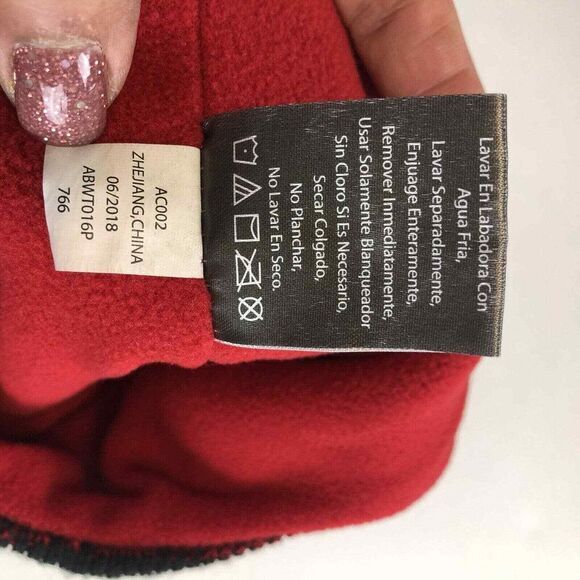 Lavar En Labadora Con
Agua Fria,
Lavar Separadamente,
Enjuage Enteramente,
Remover Inmediatamente,
Usar Solamente Blanqueador
Sin Cloro Si Es Necesario,
Secar Colgado,
No Planchar,
No Lavar En Seco.
AC002
ZHEJIANG,CHINA
06/2018
ABWT016P
766